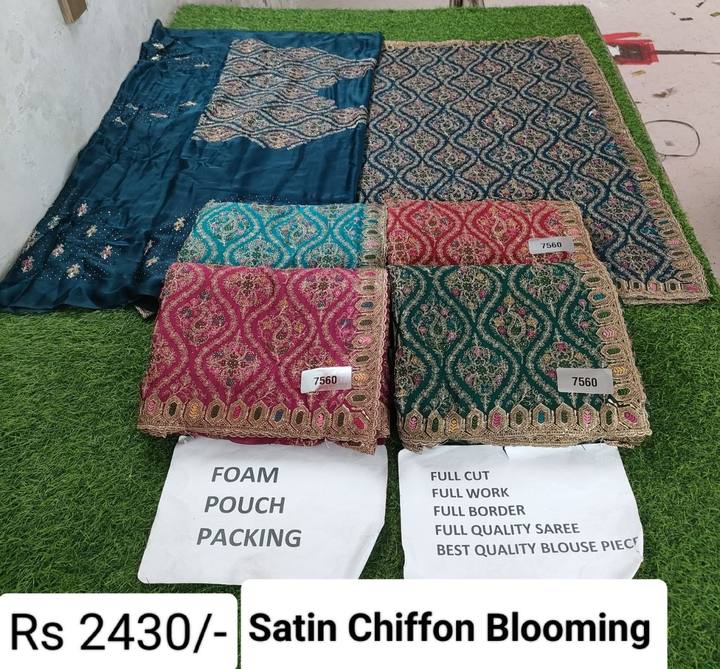 7560
7560
7560
FOAM
POUCH
PACKING
FULL CUT
FULL WORK
FULL BORDER
FULL QUALITY SAREE
BEST QUALITY BLOUSE PIECE
Rs 2430/-
Satin Chiffon Blooming